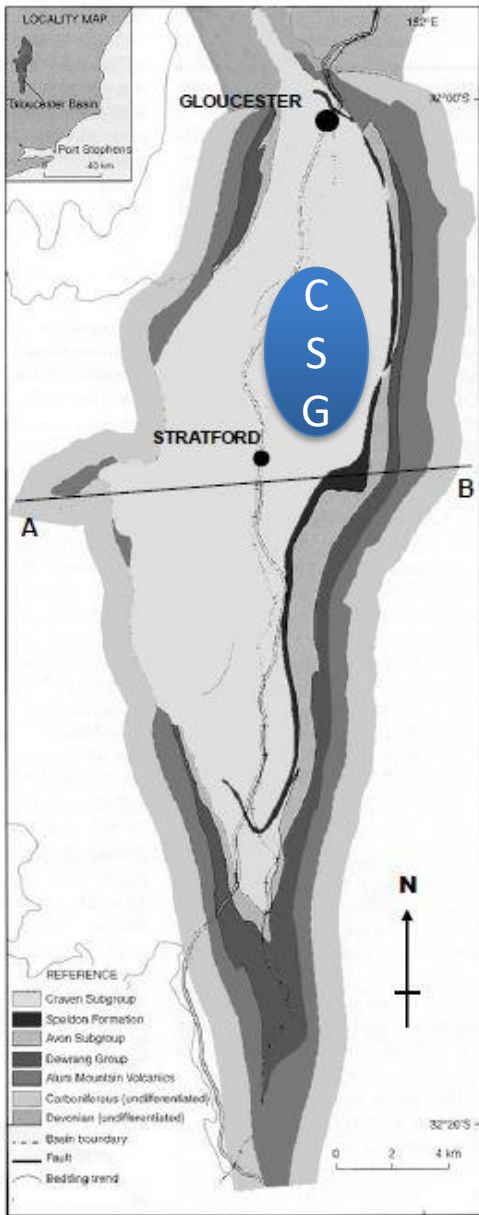 LOCALITY MAP
Gloucester Basin
Port Stephens
0 40 km
152°E
32°00'S
GLOUCESTER
C
S
G
STRATFORD
A
B
N
REFERENCE
Craven Subgroup
Speldon Formation
Avon Subgroup
Dewrang Group
Alum Mountain Volcanics
Carboniferous (undifferentiated)
Devonian (undifferentiated)
Basin boundary
Fault
Bedding trend
32°20'S
0 2 4 km